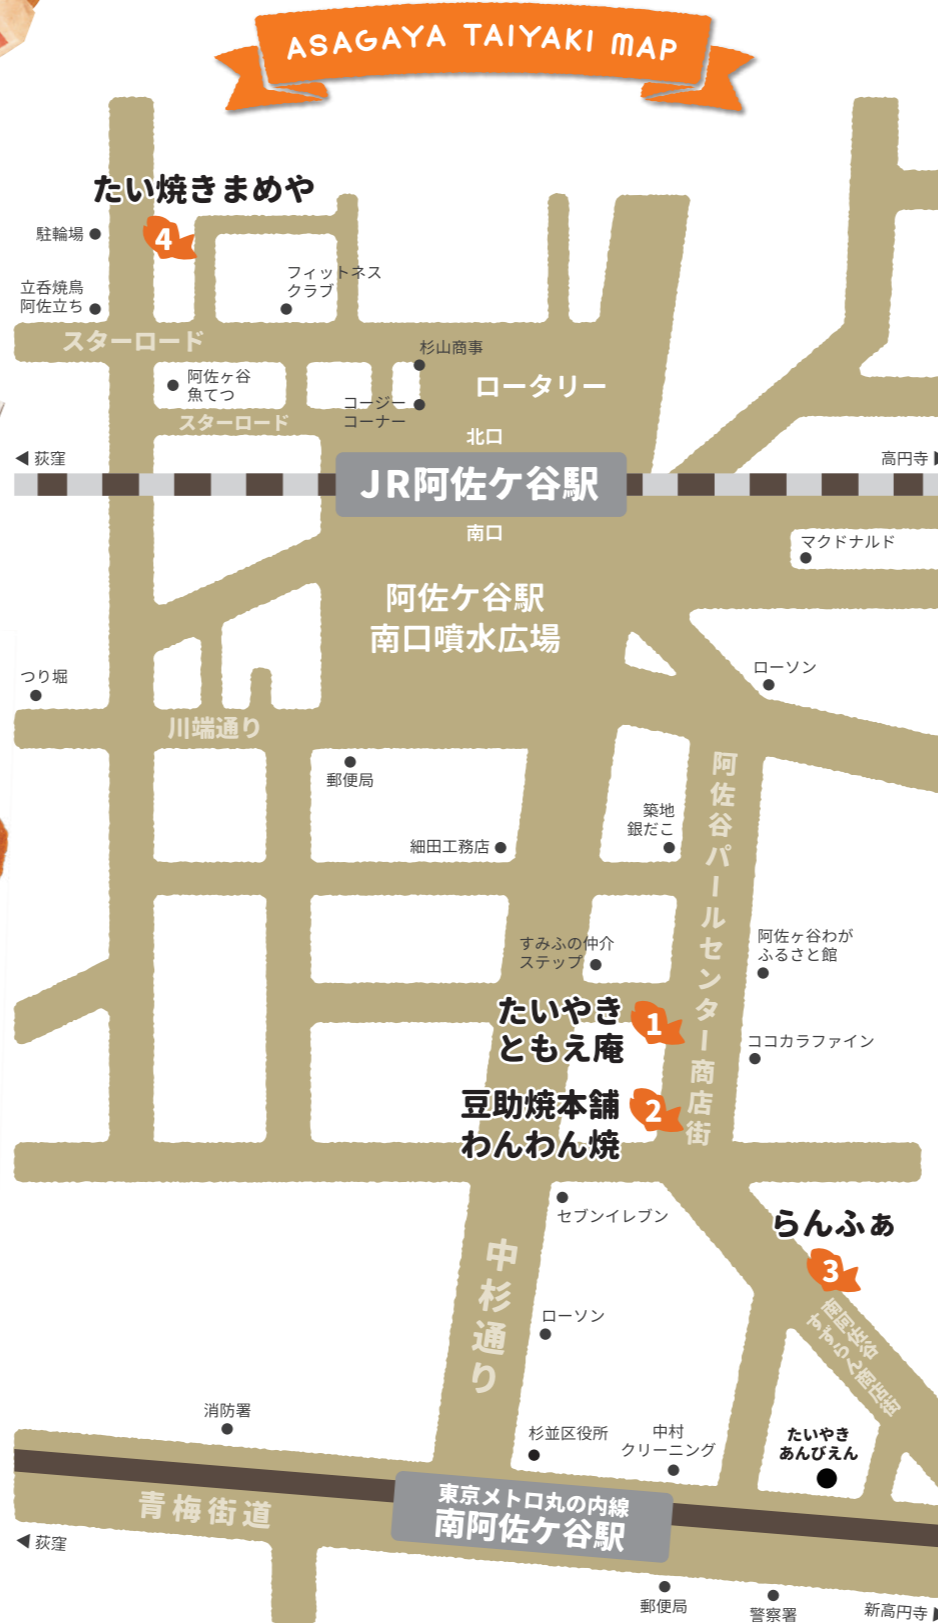 ASAGAYA TAIYAKI MAP
たい焼きまめや
4
駐輪場
立呑焼鳥
阿佐立ち
フィットネス
クラブ
スターロード
杉山商事
阿佐ヶ谷
魚てつ
コージー
コーナー
ロータリー
スターロード
北口
◀ 荻窪
高円寺 ▶
JR阿佐ケ谷駅
南口
マクドナルド
阿佐ケ谷駅
南口噴水広場
つり堀
ローソン
川端通り
郵便局
阿佐谷パールセンター商店街
築地
銀だこ
細田工務店
すみふの仲介
ステップ
阿佐ヶ谷わが
ふるさと館
たいやき
ともえ庵
1
ココカラファイン
豆助焼本舗
わんわん焼
2
セブンイレブン
らんふぁ
3
中杉通り
ローソン
南阿佐谷
すずらん商店街
消防署
杉並区役所
中村
クリーニング
たいやき
あんびえん
青梅街道
東京メトロ丸の内線
南阿佐ケ谷駅
◀ 荻窪
郵便局
警察署
新高円寺 ▶